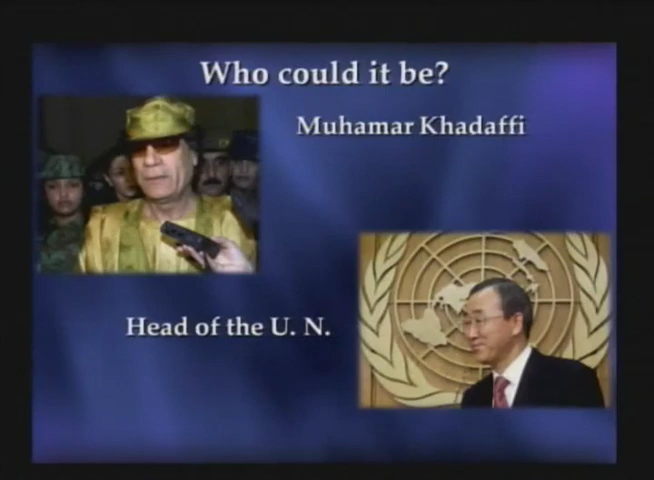 Who could it be?
Muhamar Khadaffi
Head of the U. N.